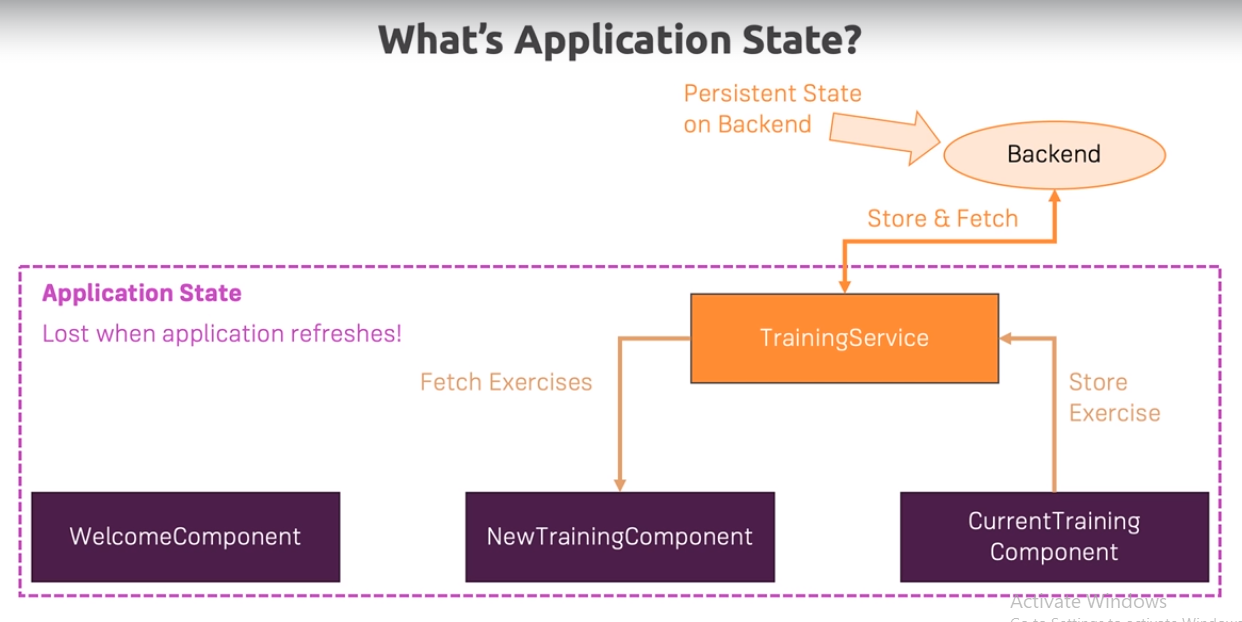 What's Application State?
Persistent State
on Backend
Backend
Store & Fetch
Application State
Lost when application refreshes!
TrainingService
Fetch Exercises
Store
Exercise
WelcomeComponent
NewTrainingComponent
CurrentTraining
Component
Activate Windows